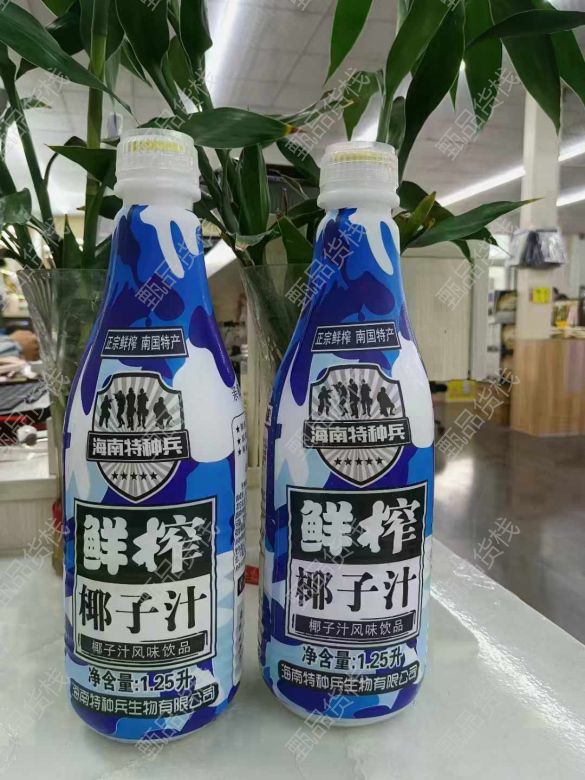 正宗鲜榨 南国特产
海南特种兵
★★★★★
鲜榨
椰子汁
椰子汁风味饮品
净含量:1.25升
海南特种兵生物有限公司
正宗鲜榨 南国特产
海南特种兵
★★★★★
鲜榨
椰子汁
椰子汁风味饮品
净含量:1.25升
海南特种兵生物有限公司
甄品货栈